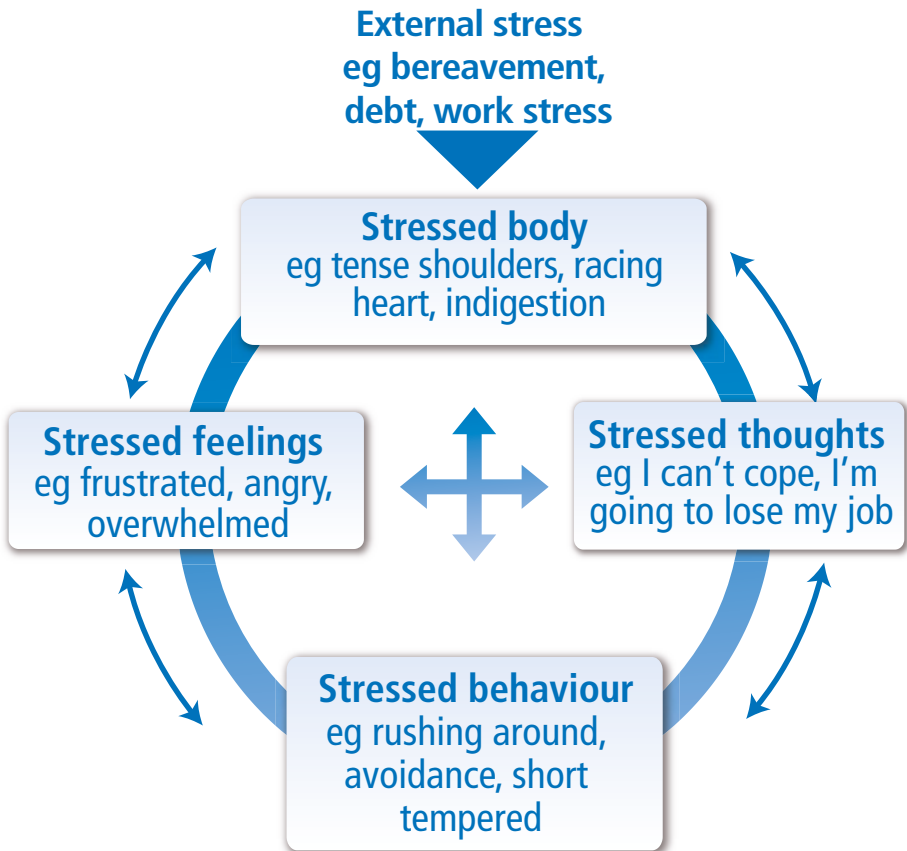 External stress
eg bereavement,
debt, work stress
Stressed body
eg tense shoulders, racing
heart, indigestion
Stressed feelings
eg frustrated, angry,
overwhelmed
Stressed thoughts
eg I can’t cope, I’m
going to lose my job
Stressed behaviour
eg rushing around,
avoidance, short
tempered